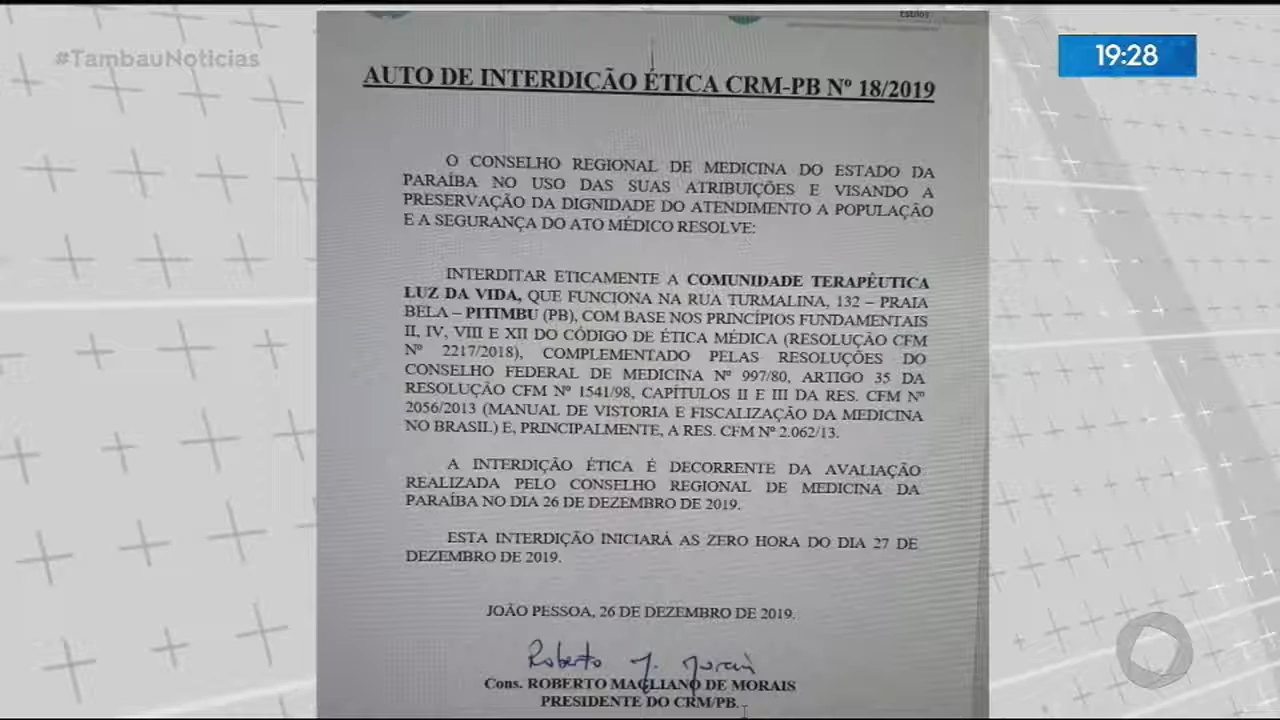 Estilos
#TambauNotícias
19:28
AUTO DE INTERDIÇÃO ÉTICA CRM-PB Nº 18/2019
O CONSELHO REGIONAL DE MEDICINA DO ESTADO DA
PARAÍBA NO USO DAS SUAS ATRIBUIÇÕES E VISANDO A
PRESERVAÇÃO DA DIGNIDADE DO ATENDIMENTO A POPULAÇÃO
E A SEGURANÇA DO ATO MÉDICO RESOLVE:
INTERDITAR ETICAMENTE A COMUNIDADE TERAPÊUTICA
LUZ DA VIDA, QUE FUNCIONA NA RUA TURMALINA, 132 – PRAIA
BELA – PITIMBU (PB), COM BASE NOS PRINCÍPIOS FUNDAMENTAIS
II, IV, VIII E XII DO CÓDIGO DE ÉTICA MÉDICA (RESOLUÇÃO CFM
Nº 2217/2018), COMPLEMENTADO PELAS RESOLUÇÕES DO
CONSELHO FEDERAL DE MEDICINA Nº 997/80, ARTIGO 35 DA
RESOLUÇÃO CFM Nº 1541/98, CAPÍTULOS II E III DA RES. CFM Nº
2056/2013 (MANUAL DE VISTORIA E FISCALIZAÇÃO DA MEDICINA
NO BRASIL) E, PRINCIPALMENTE, A RES. CFM Nº 2.062/13.
A INTERDIÇÃO ÉTICA É DECORRENTE DA AVALIAÇÃO
REALIZADA PELO CONSELHO REGIONAL DE MEDICINA DA
PARAÍBA NO DIA 26 DE DEZEMBRO DE 2019.
ESTA INTERDIÇÃO INICIARÁ AS ZERO HORA DO DIA 27 DE
DEZEMBRO DE 2019.
JOÃO PESSOA, 26 DE DEZEMBRO DE 2019.
Roberto M. Morais
Cons. ROBERTO MAGLIANO DE MORAIS
PRESIDENTE DO CRM/PB.